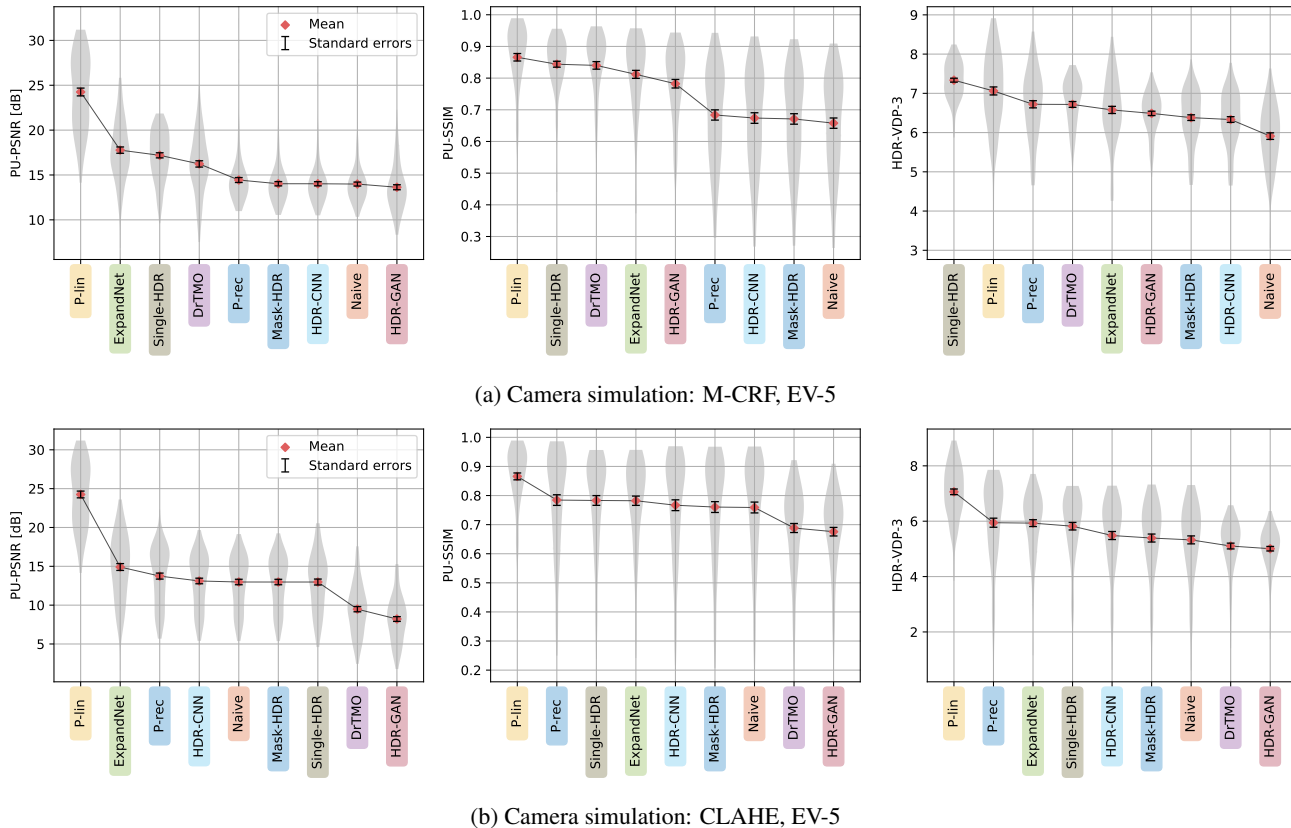 PU-PSNR [dB]
30
25
20
15
10
Mean
Standard errors
P-lin
ExpandNet
Single-HDR
DrTMO
P-rec
Mask-HDR
HDR-CNN
Naive
HDR-GAN
PU-SSIM
1.0
0.9
0.8
0.7
0.6
0.5
0.4
0.3
P-lin
Single-HDR
DrTMO
ExpandNet
HDR-GAN
P-rec
HDR-CNN
Mask-HDR
Naive
HDR-VDP-3
9
8
7
6
5
4
3
Single-HDR
P-lin
P-rec
DrTMO
ExpandNet
HDR-GAN
Mask-HDR
HDR-CNN
Naive
(a) Camera simulation: M-CRF, EV-5
PU-PSNR [dB]
30
25
20
15
10
5
Mean
Standard errors
P-lin
ExpandNet
P-rec
HDR-CNN
Naive
Mask-HDR
Single-HDR
DrTMO
HDR-GAN
PU-SSIM
1.0
0.9
0.8
0.7
0.6
0.5
0.4
0.3
0.2
P-lin
P-rec
Single-HDR
ExpandNet
HDR-CNN
Mask-HDR
Naive
DrTMO
HDR-GAN
HDR-VDP-3
8
6
4
2
P-lin
P-rec
ExpandNet
Single-HDR
HDR-CNN
Mask-HDR
Naive
DrTMO
HDR-GAN
(b) Camera simulation: CLAHE, EV-5